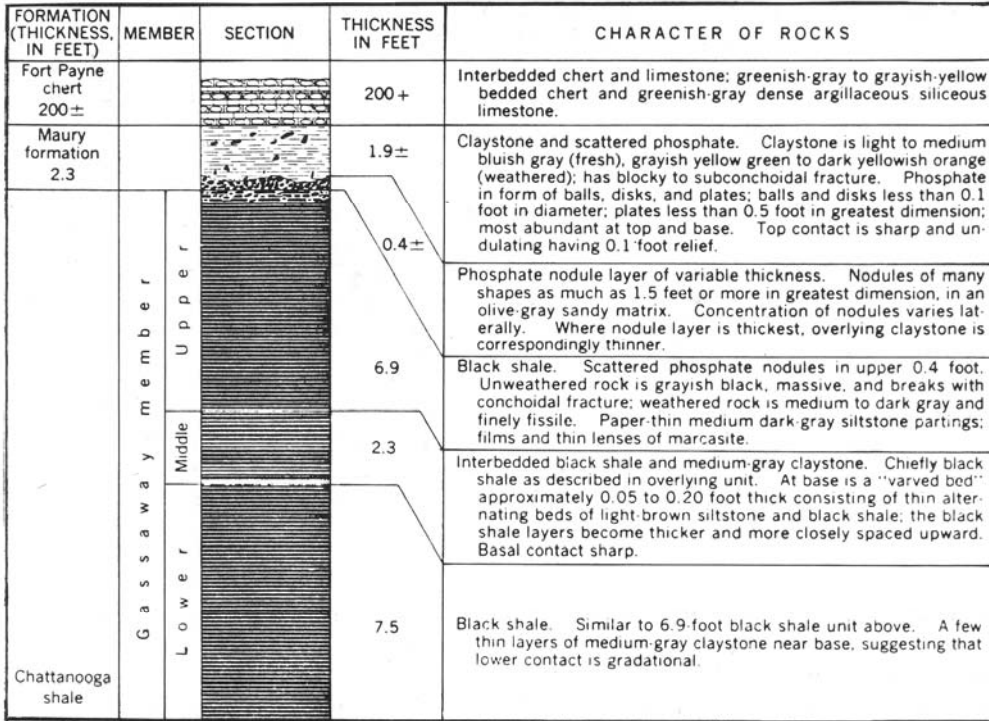 FORMATION
(THICKNESS,
IN FEET)
MEMBER
SECTION
THICKNESS
IN FEET
CHARACTER OF ROCKS
Fort Payne
chert
200±
200+
Interbedded chert and limestone; greenish-gray to grayish-yellow
bedded chert and greenish-gray dense argillaceous siliceous
limestone.
Maury
formation
2.3
1.9±
Claystone and scattered phosphate. Claystone is light to medium
bluish gray (fresh), grayish yellow green to dark yellowish orange
(weathered); has blocky to subconchoidal fracture. Phosphate
in form of balls, disks, and plates; balls and disks less than 0.1
foot in diameter; plates less than 0.5 foot in greatest dimension;
most abundant at top and base. Top contact is sharp and un-
dulating having 0.1 foot relief.
0.4±
Phosphate nodule layer of variable thickness. Nodules of many
shapes as much as 1.5 feet or more in greatest dimension, in an
olive-gray sandy matrix. Concentration of nodules varies lat-
erally. Where nodule layer is thickest, overlying claystone is
correspondingly thinner.
Chattanooga
shale
Gassaway member
Upper
6.9
Black shale. Scattered phosphate nodules in upper 0.4 foot.
Unweathered rock is grayish black, massive, and breaks with
conchoidal fracture; weathered rock is medium to dark gray and
finely fissile. Paper-thin medium dark-gray siltstone partings;
films and thin lenses of marcasite.
Middle
2.3
Interbedded black shale and medium-gray claystone. Chiefly black
shale as described in overlying unit. At base is a "varved bed"
approximately 0.05 to 0.20 foot thick consisting of thin alter-
nating beds of light-brown siltstone and black shale; the black
shale layers become thicker and more closely spaced upward.
Basal contact sharp.
Lower
7.5
Black shale. Similar to 6.9-foot black shale unit above. A few
thin layers of medium-gray claystone near base, suggesting that
lower contact is gradational.